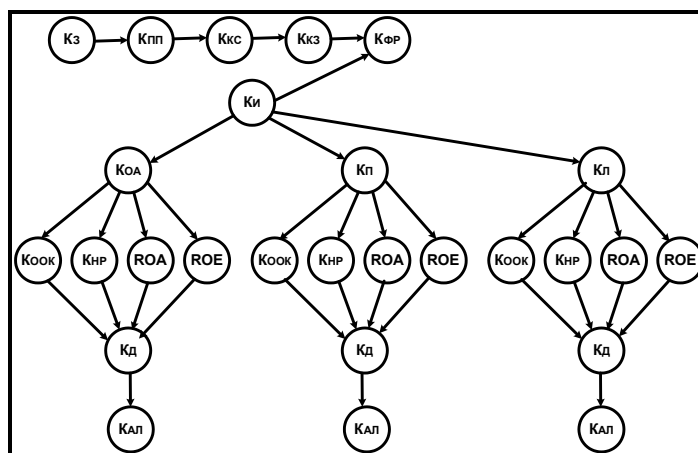 Кз Кпп Ккс Ккз Кфр
Ки
Коа Кп Кл
Коок Кнр ROA ROE Коок Кнр ROA ROE Коок Кнр ROA ROE
Кд Кд Кд
Кал Кал Кал